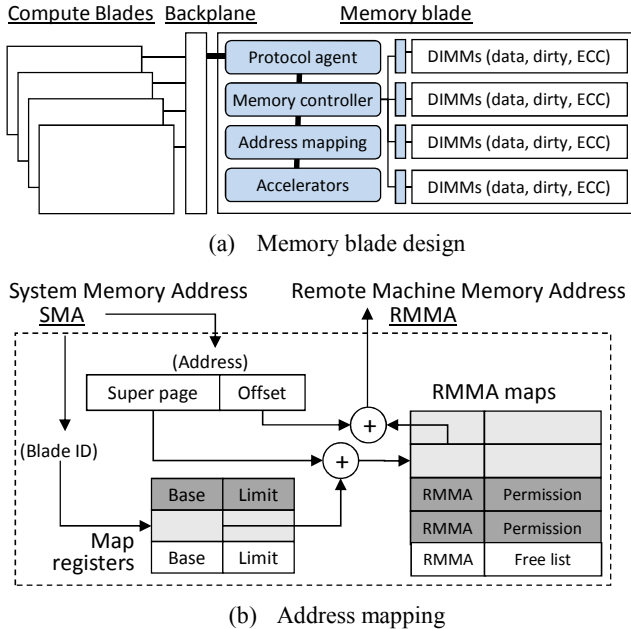 Compute Blades Backplane Memory blade
Protocol agent
DIMMs (data, dirty, ECC)
Memory controller
DIMMs (data, dirty, ECC)
Address mapping
DIMMs (data, dirty, ECC)
Accelerators
DIMMs (data, dirty, ECC)
(a) Memory blade design
System Memory Address
SMA
Remote Machine Memory Address
RMMA
(Address)
Super page Offset
RMMA maps
+
+
(Blade ID)
Map
registers
Base Limit
Base Limit
RMMA Permission
RMMA Permission
RMMA Free list
(b) Address mapping